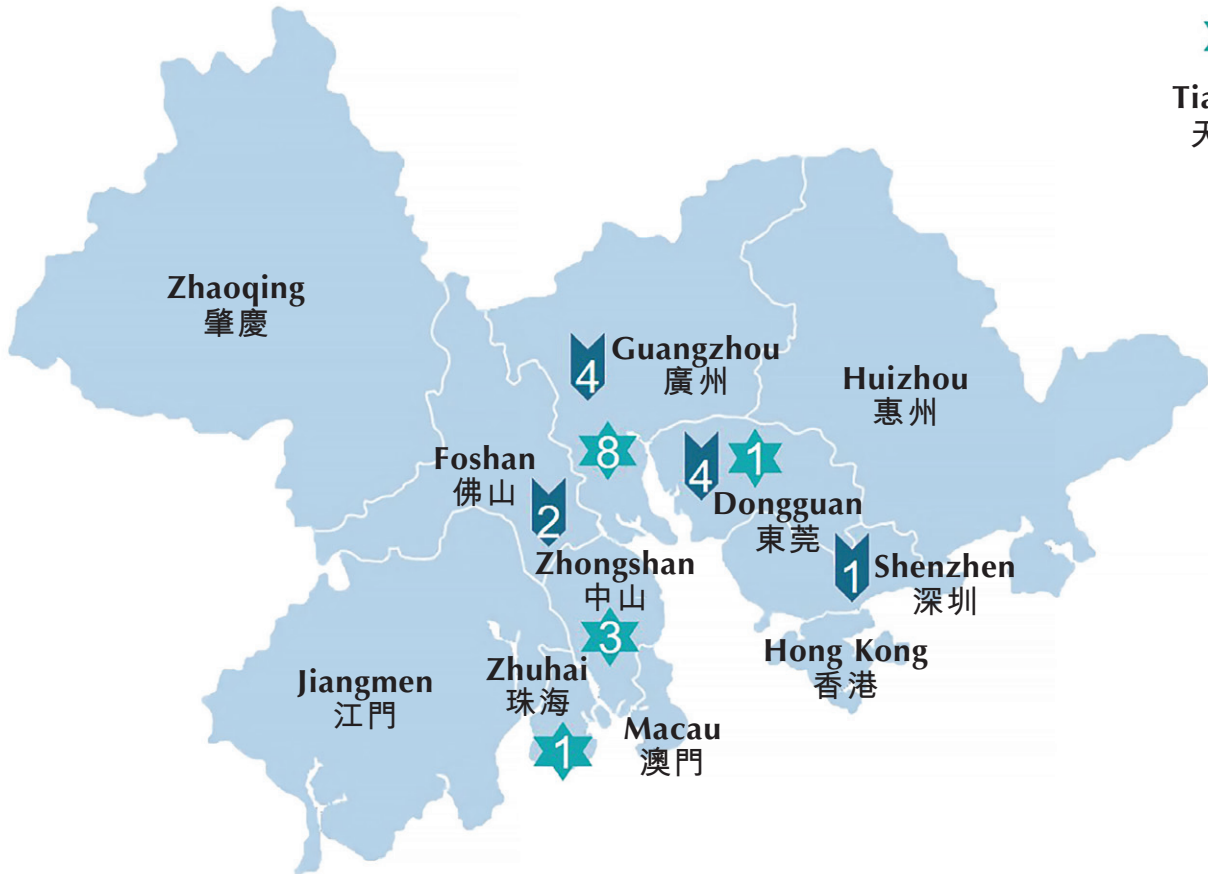 Tia
天
Zhaoqing
肇慶
4
Guangzhou
廣州
Huizhou
惠州
8
4
1
Foshan
佛山
2
Dongguan
東莞
Zhongshan
中山
1
Shenzhen
深圳
3
Hong Kong
香港
Jiangmen
江門
Zhuhai
珠海
1
Macau
澳門